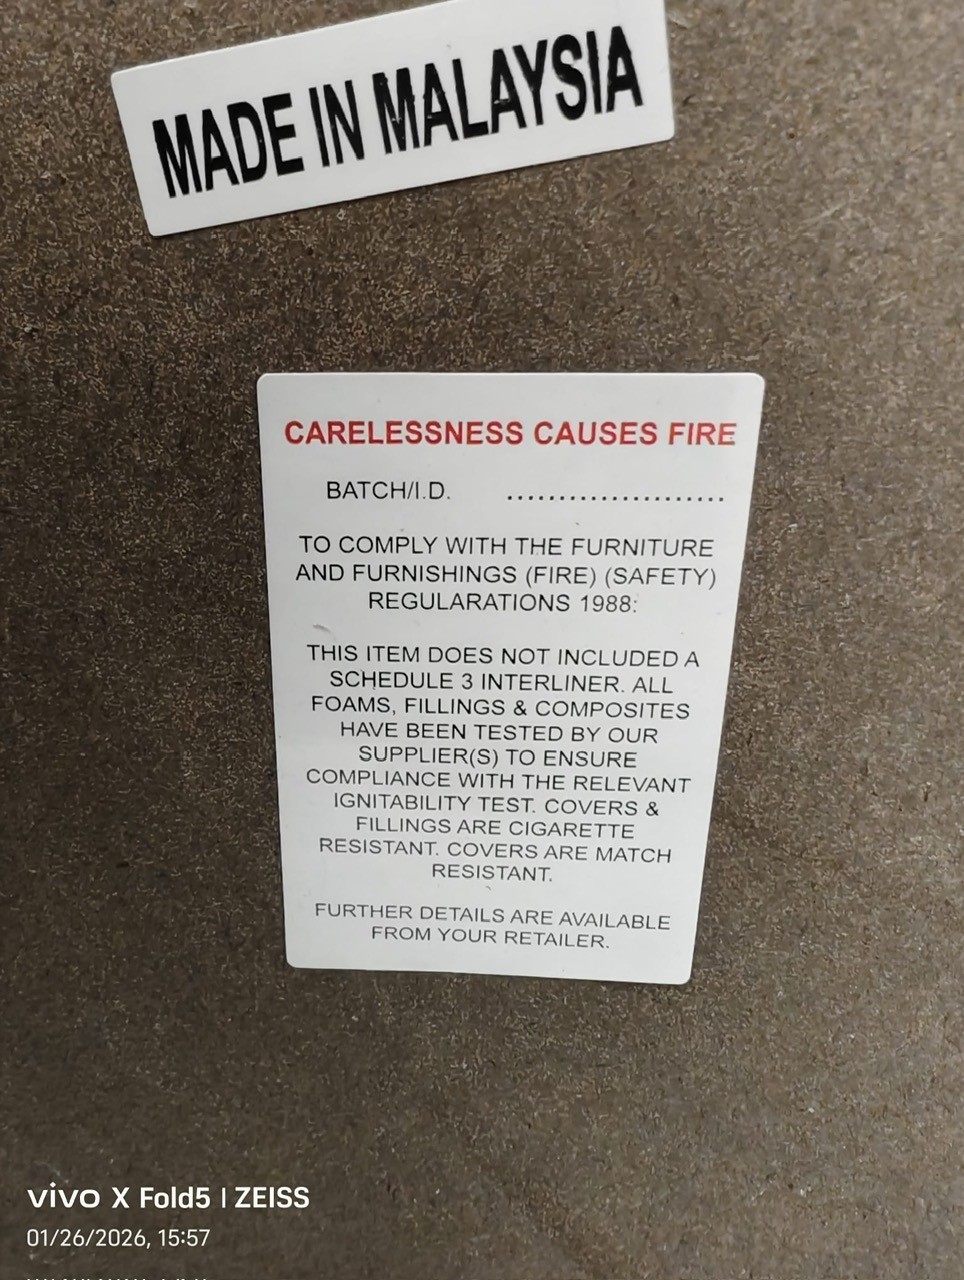 MADE IN MALAYSIA
CARELESSNESS CAUSES FIRE
BATCH/I.D. ......................
TO COMPLY WITH THE FURNITURE
AND FURNISHINGS (FIRE) (SAFETY)
REGULARATIONS 1988:
THIS ITEM DOES NOT INCLUDED A
SCHEDULE 3 INTERLINER. ALL
FOAMS, FILLINGS & COMPOSITES
HAVE BEEN TESTED BY OUR
SUPPLIER(S) TO ENSURE
COMPLIANCE WITH THE RELEVANT
IGNITABILITY TEST. COVERS &
FILLINGS ARE CIGARETTE
RESISTANT. COVERS ARE MATCH
RESISTANT.
FURTHER DETAILS ARE AVAILABLE
FROM YOUR RETAILER.
vivo X Fold5 | ZEISS
01/26/2026, 15:57